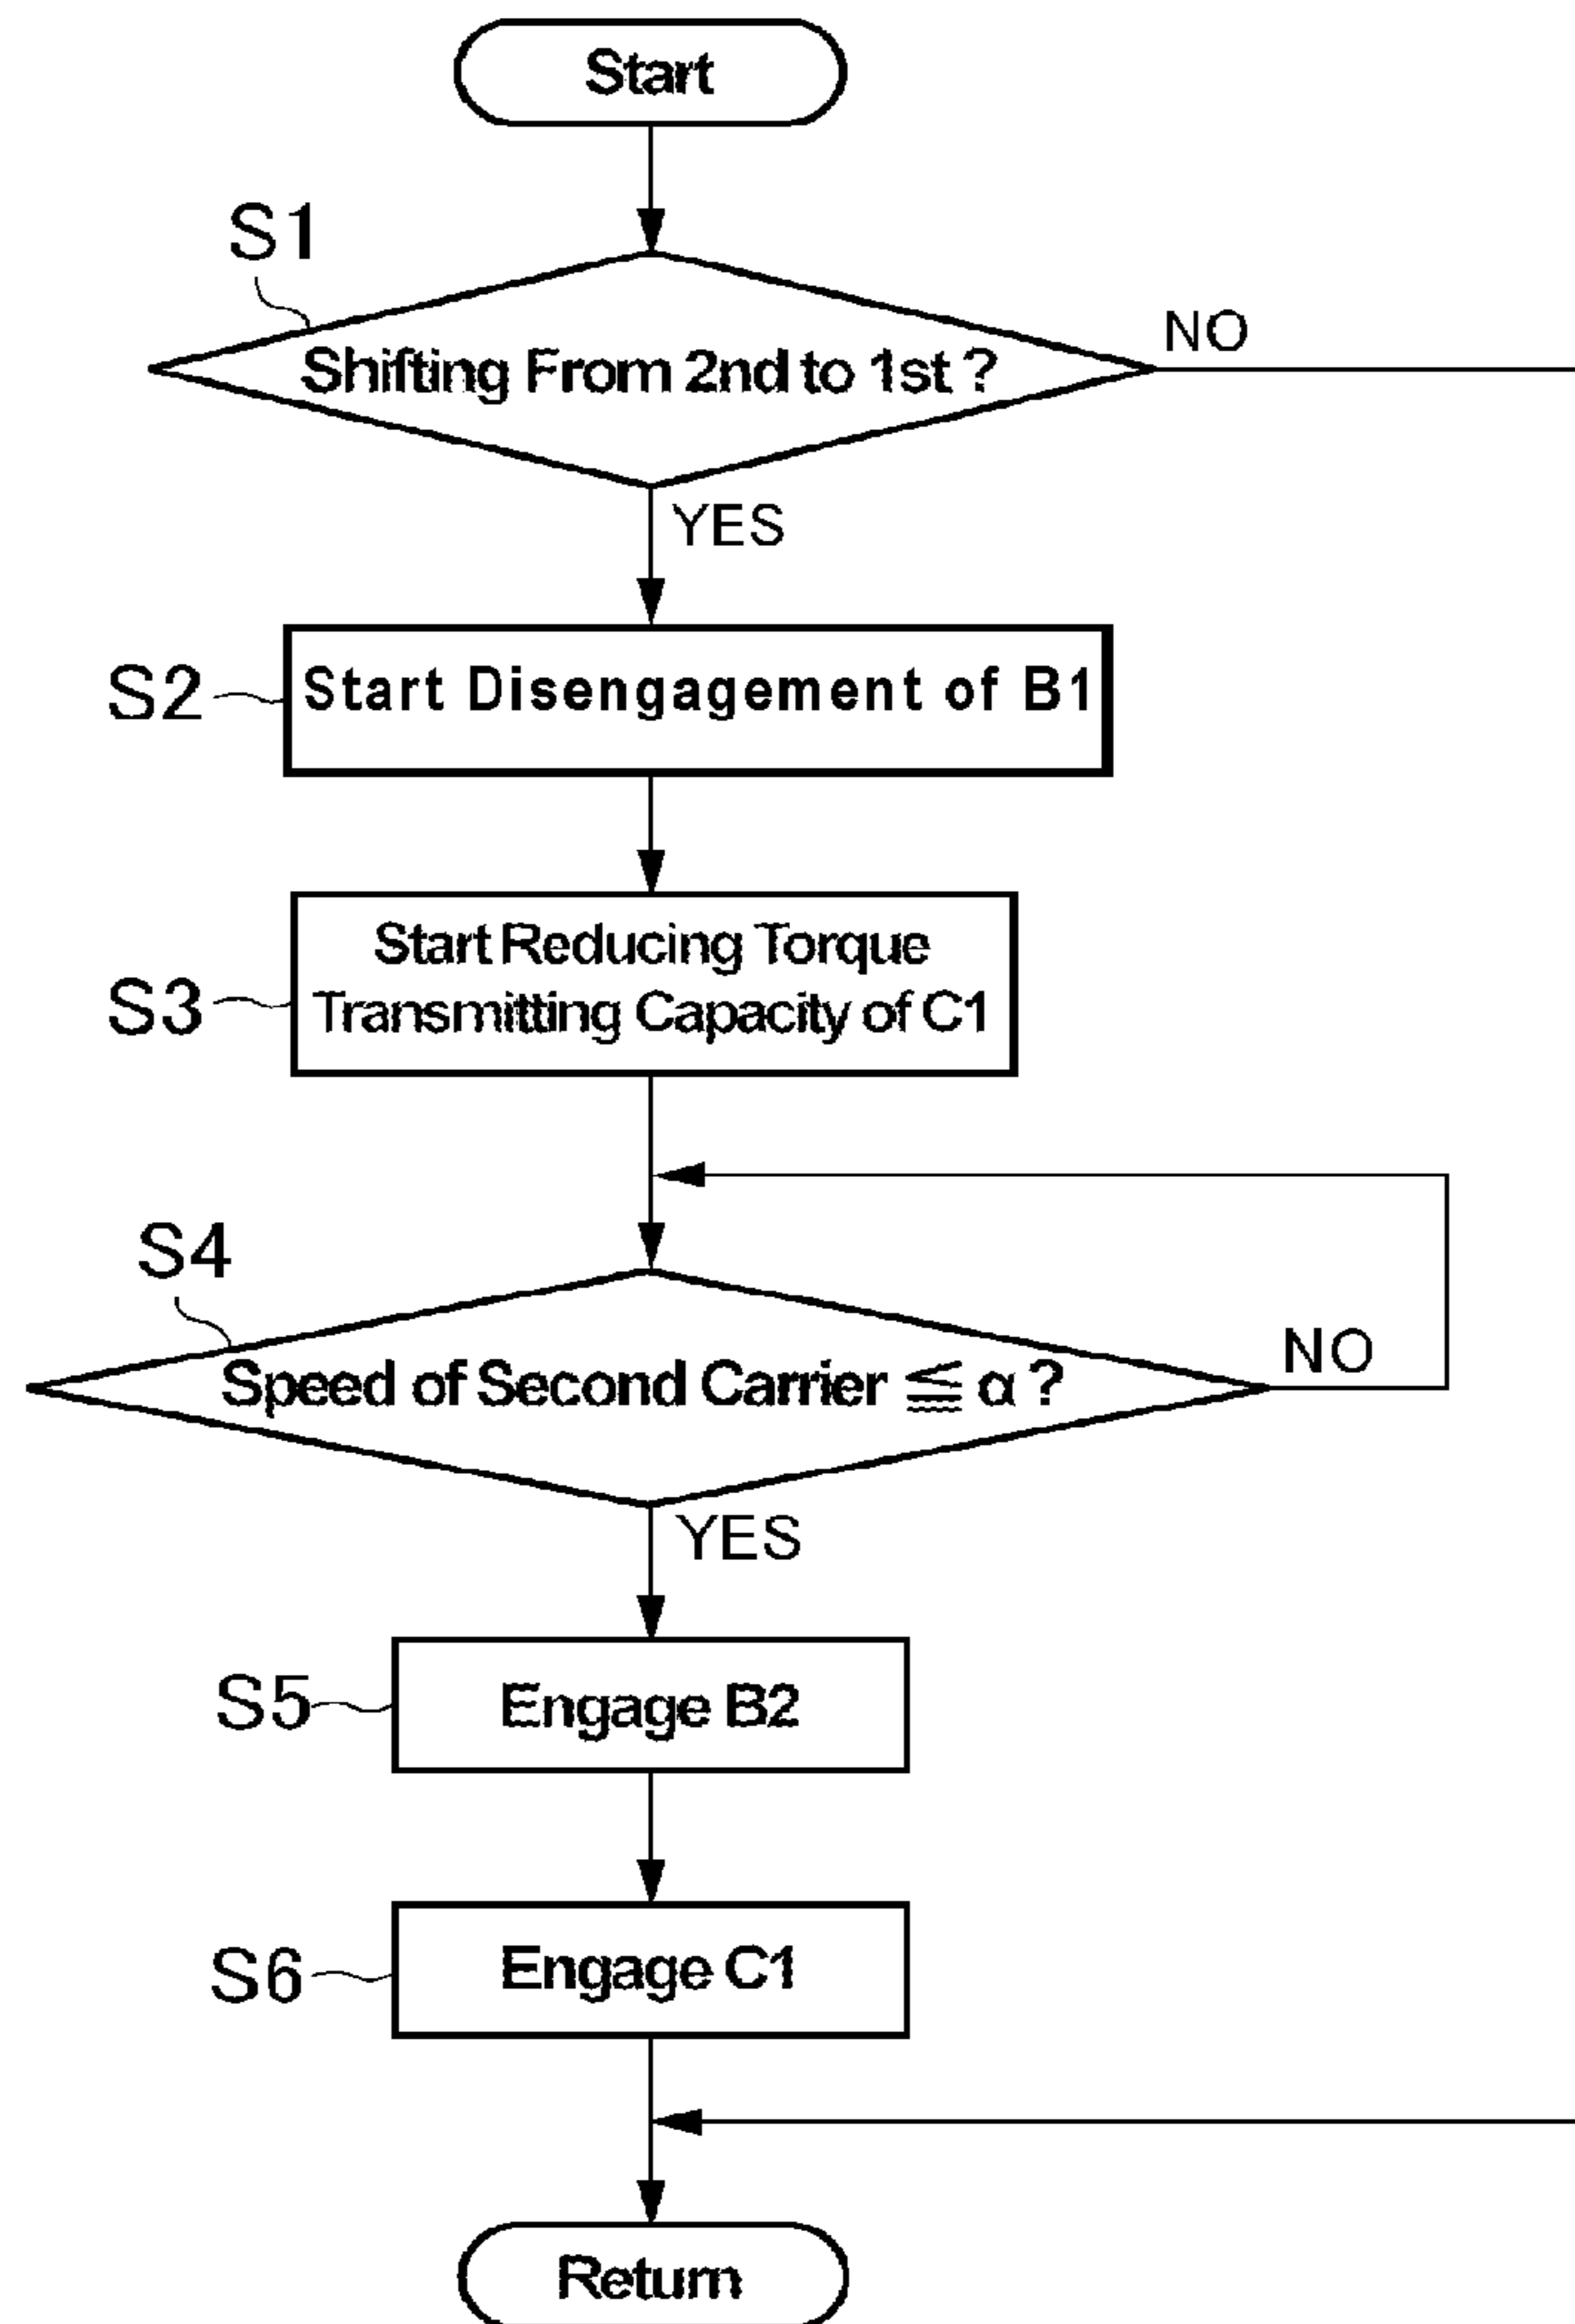 Start
S1
Shifting From 2nd to 1st ?
NO
YES
S2
Start Disengagement of B1
S3
Start Reducing Torque
Transmitting Capacity of C1
S4
Speed of Second Carrier ≦ α ?
NO
YES
S5
Engage B2
S6
Engage C1
Return